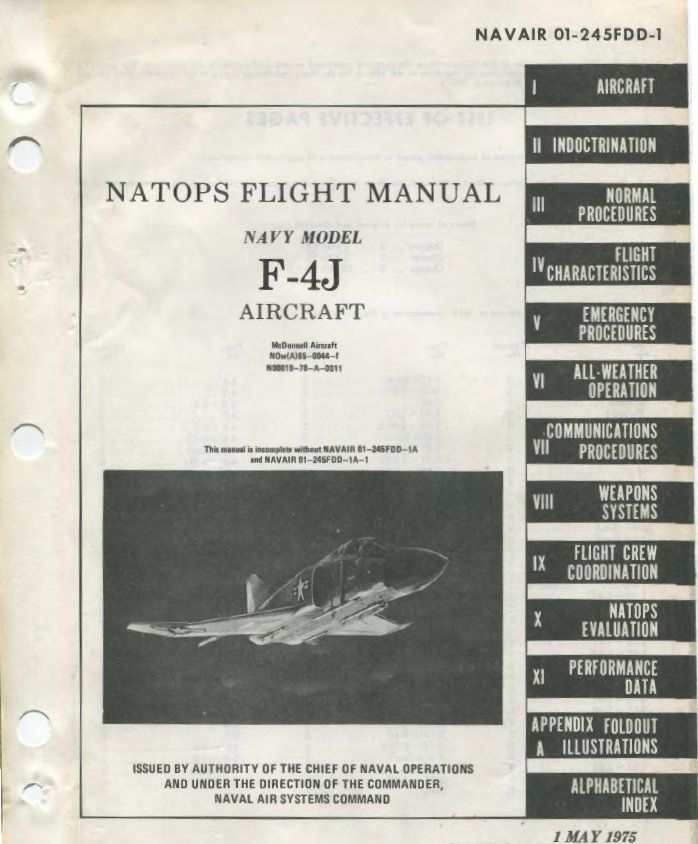 NAVAIR 01-245FDD-1
NATOPS FLIGHT MANUAL
NAVY MODEL
F-4J
AIRCRAFT
McDonnell Aircraft
NOw(A)65-0044-f
N00019-78-A-0011
This manual is incomplete without NAVAIR 01-245FDD-1A
and NAVAIR 01-245FDD-1A-1
ISSUED BY AUTHORITY OF THE CHIEF OF NAVAL OPERATIONS
AND UNDER THE DIRECTION OF THE COMMANDER,
NAVAL AIR SYSTEMS COMMAND
I AIRCRAFT
II INDOCTRINATION
III NORMAL
PROCEDURES
FLIGHT
IV CHARACTERISTICS
V EMERGENCY
PROCEDURES
VI ALL-WEATHER
OPERATION
COMMUNICATIONS
VII PROCEDURES
VIII WEAPONS
SYSTEMS
IX FLIGHT CREW
COORDINATION
X NATOPS
EVALUATION
XI PERFORMANCE
DATA
APPENDIX FOLDOUT
A ILLUSTRATIONS
ALPHABETICAL
INDEX
1 MAY 1975